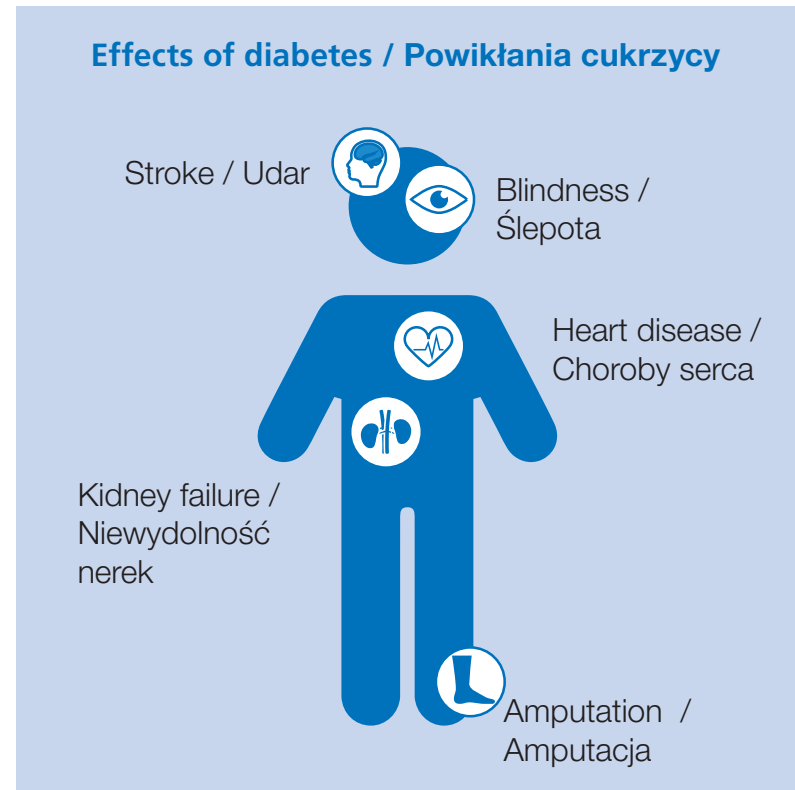 Effects of diabetes / Powikłania cukrzycy
Stroke / Udar
Blindness /
Ślepota
Heart disease /
Choroby serca
Kidney failure /
Niewydolność
nerek
Amputation /
Amputacja